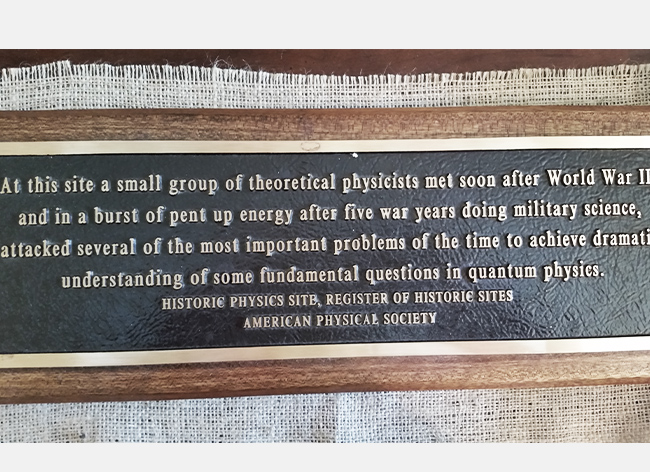 At this site a small group of theoretical physicists met soon after World War II
and in a burst of pent up energy after five war years doing military science,
attacked several of the most important problems of the time to achieve dramati
understanding of some fundamental questions in quantum physics.
HISTORIC PHYSICS SITE, REGISTER OF HISTORIC SITES
AMERICAN PHYSICAL SOCIETY